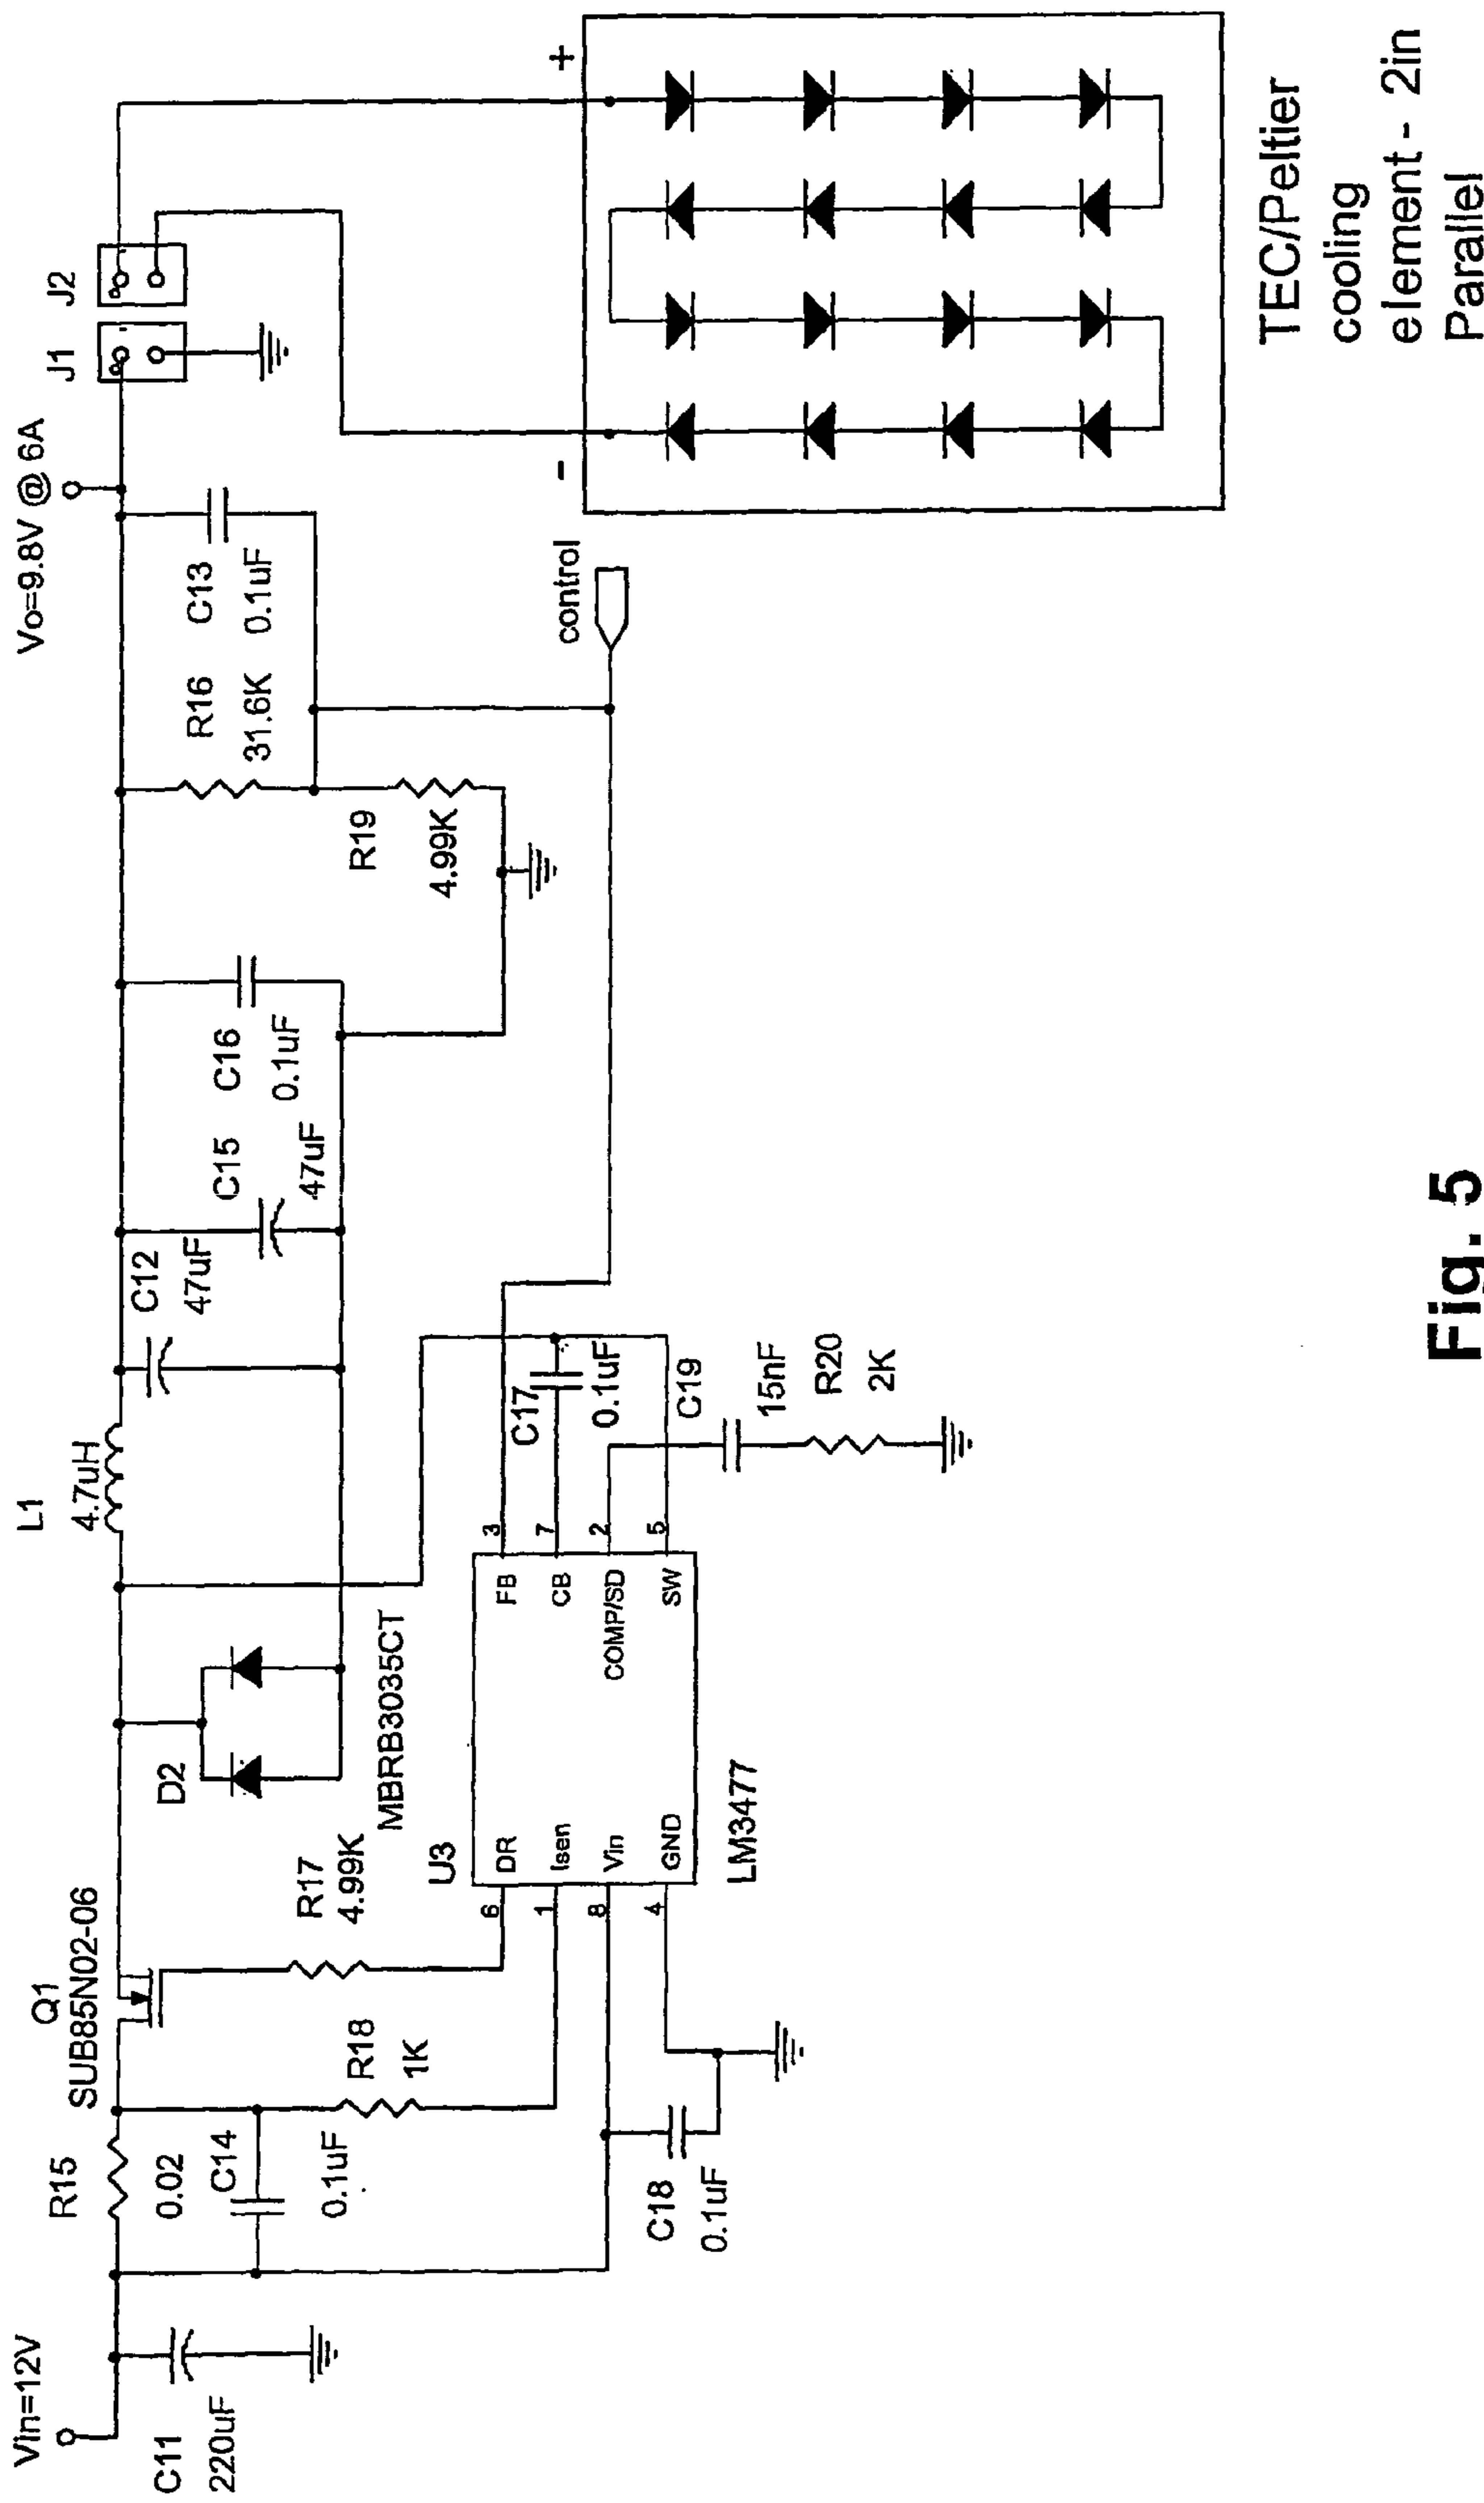 Vin=12V
C11
220uF
R15
0.02
C14
0.1uF
Q1
SUB85N02-06
R18
1K
R17
4.99K
D2
MBRB3035CT
L1
4.7uH
C12
47uF
C15
47uF
C16
0.1uF
R19
4.99K
R16
31.6K
C13
0.1uF
Vo=9.8V @ 6A
J1
J2
control
+
-
U3
DR
Isen
Vin
GND
FB
CB
COMP/SD
SW
6
1
8
4
3
7
2
5
LM3477
C18
0.1uF
C17
0.1uF
C19
15nF
R20
2K
TEC/Peltier
cooling
element - 2in
Parallel
Fig. 5